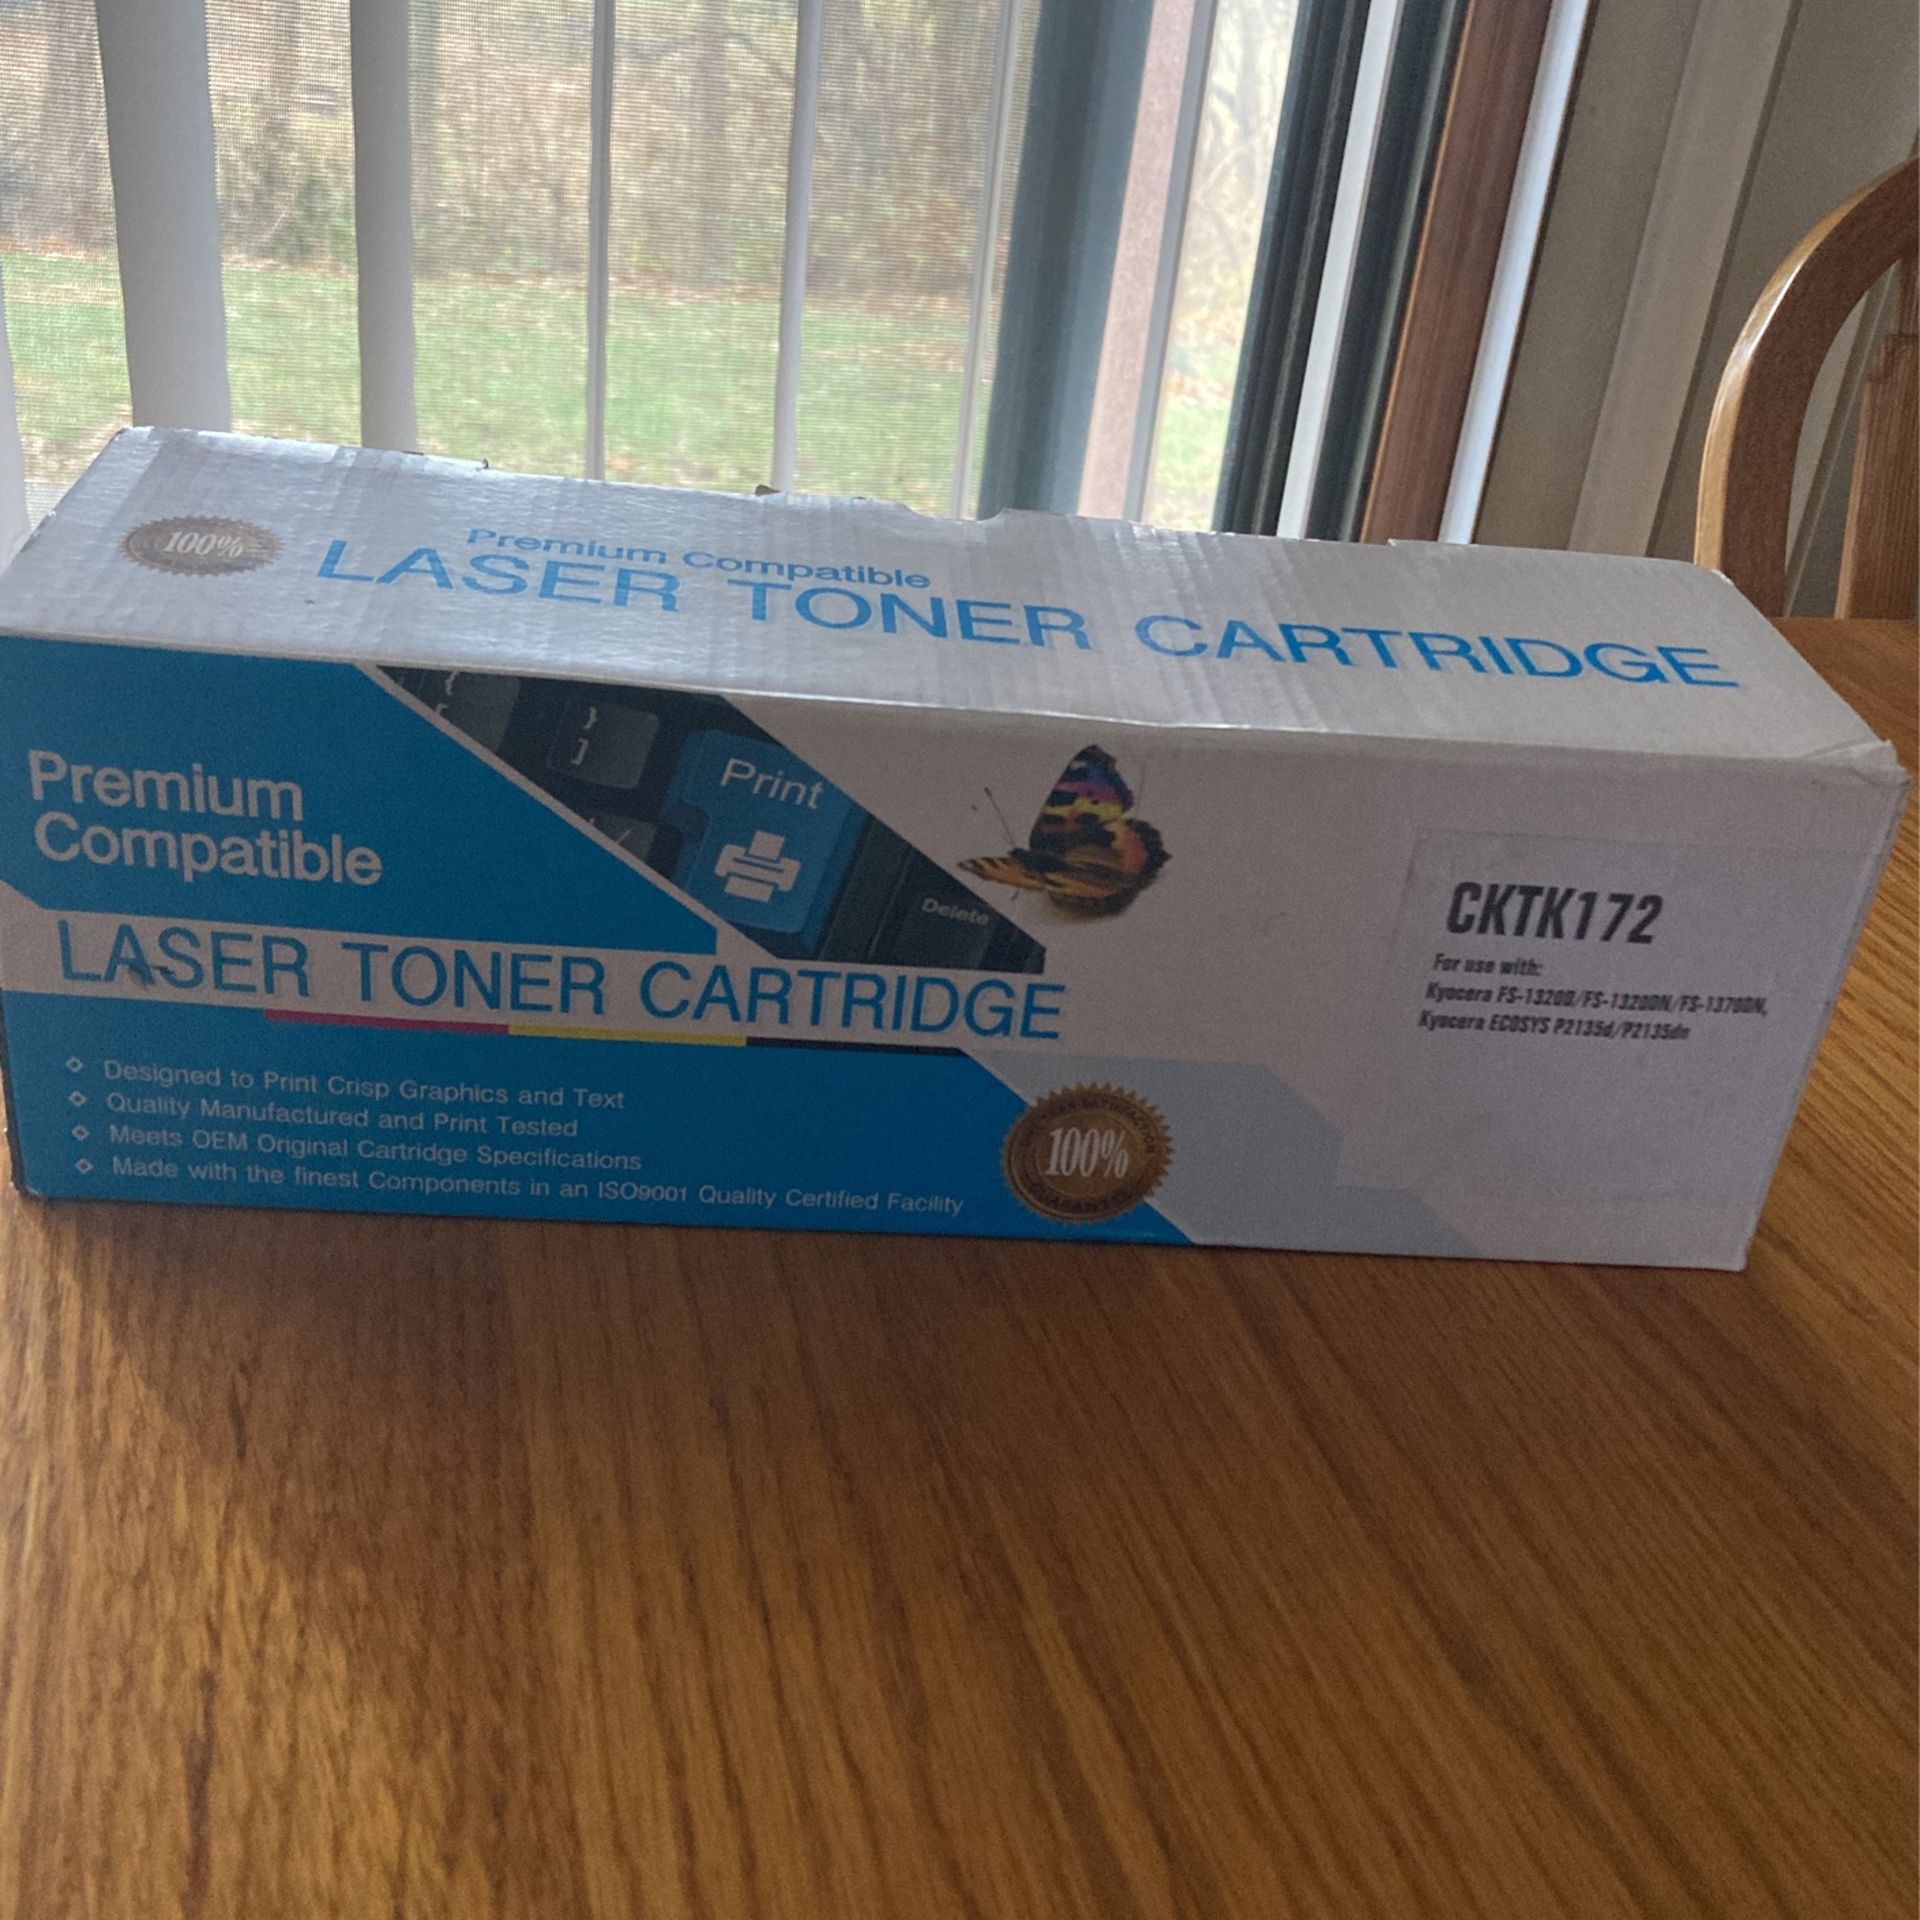 100%
Premium Compatible
LASER TONER CARTRIDGE
Premium
Compatible
{
[
}
]
Print
Delete
LASER TONER CARTRIDGE
CKTK172
For use with:
Kyocera FS-1320D/FS-1320DN/FS-1370DN,
Kyocera ECOSYS P2135d/P2135dn
Designed to Print Crisp Graphics and Text
Quality Manufactured and Print Tested
Meets OEM Original Cartridge Specifications
Made with the finest Components in an ISO9001 Quality Certified Facility
100%